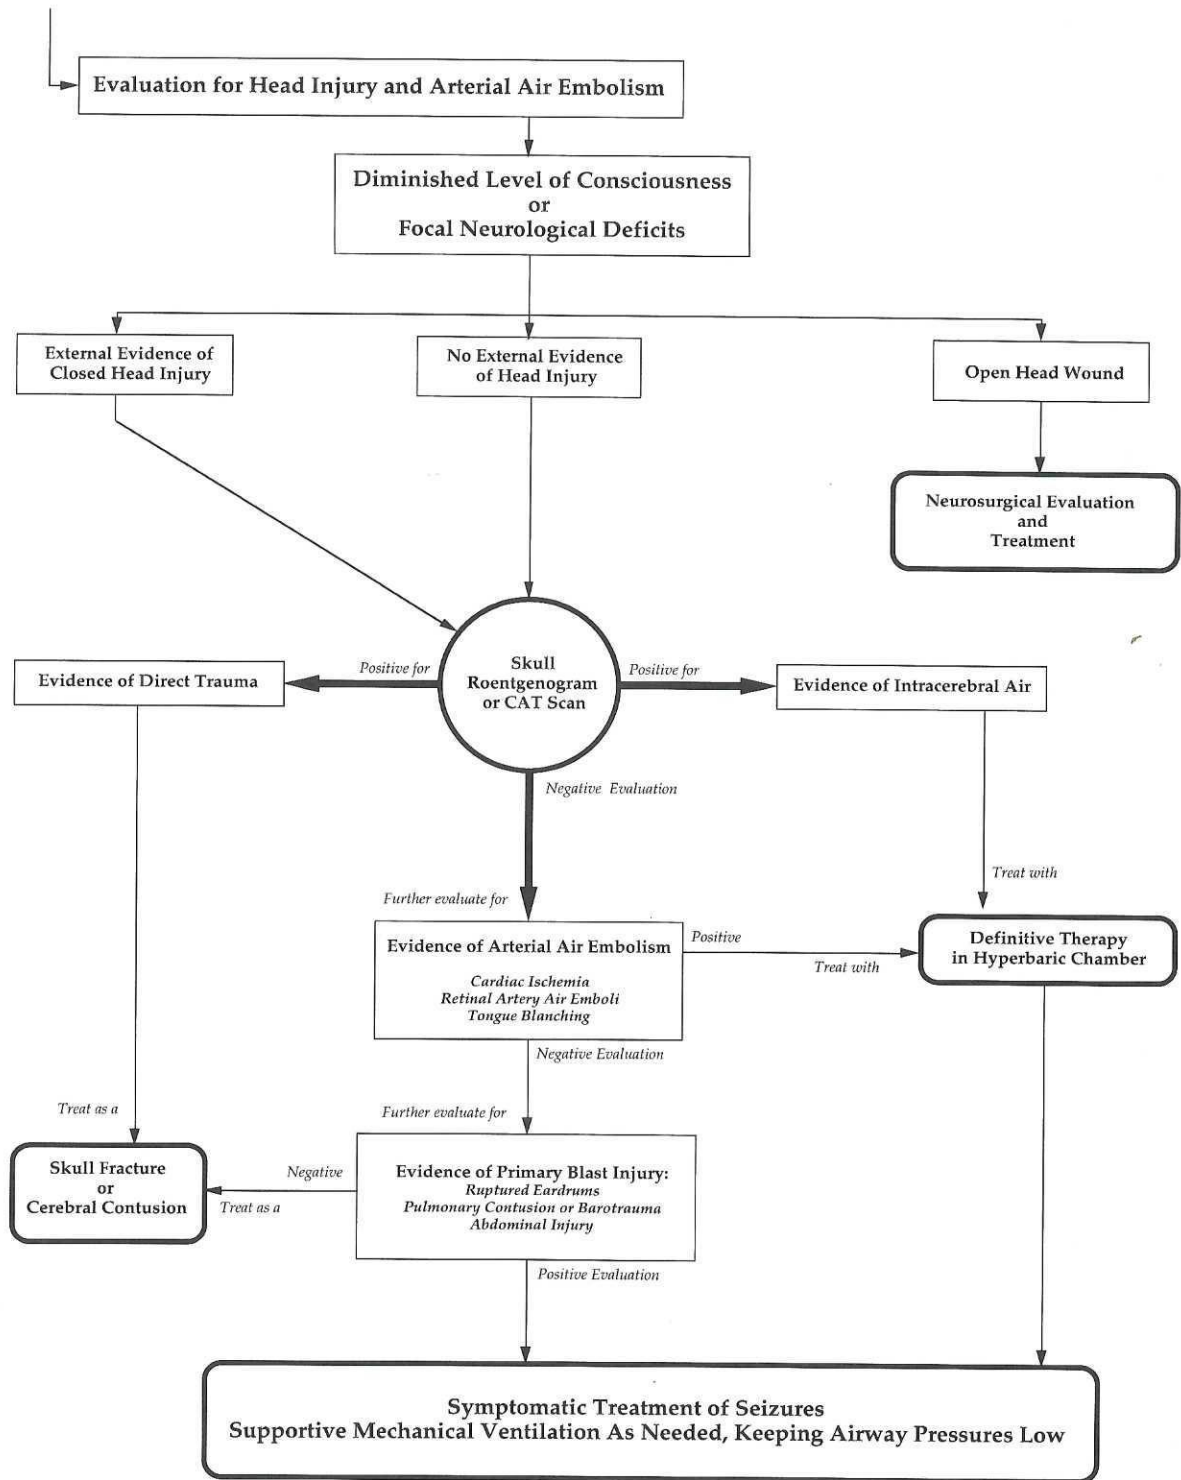 Evaluation for Head Injury and Arterial Air Embolism
Diminished Level of Consciousness
or
Focal Neurological Deficits
External Evidence of
Closed Head Injury
No External Evidence
of Head Injury
Open Head Wound
Neurosurgical Evaluation
and
Treatment
Evidence of Direct Trauma
Positive for
Skull
Roentgenogram
or CAT Scan
Positive for
Evidence of Intracerebral Air
Negative Evaluation
Treat with
Further evaluate for
Evidence of Arterial Air Embolism
Cardiac Ischemia
Retinal Artery Air Emboli
Tongue Blanching
Positive
Treat with
Definitive Therapy
in Hyperbaric Chamber
Negative Evaluation
Treat as a
Further evaluate for
Skull Fracture
or
Cerebral Contusion
Negative
Treat as a
Evidence of Primary Blast Injury:
Ruptured Eardrums
Pulmonary Contusion or Barotrauma
Abdominal Injury
Positive Evaluation
Symptomatic Treatment of Seizures
Supportive Mechanical Ventilation As Needed, Keeping Airway Pressures Low